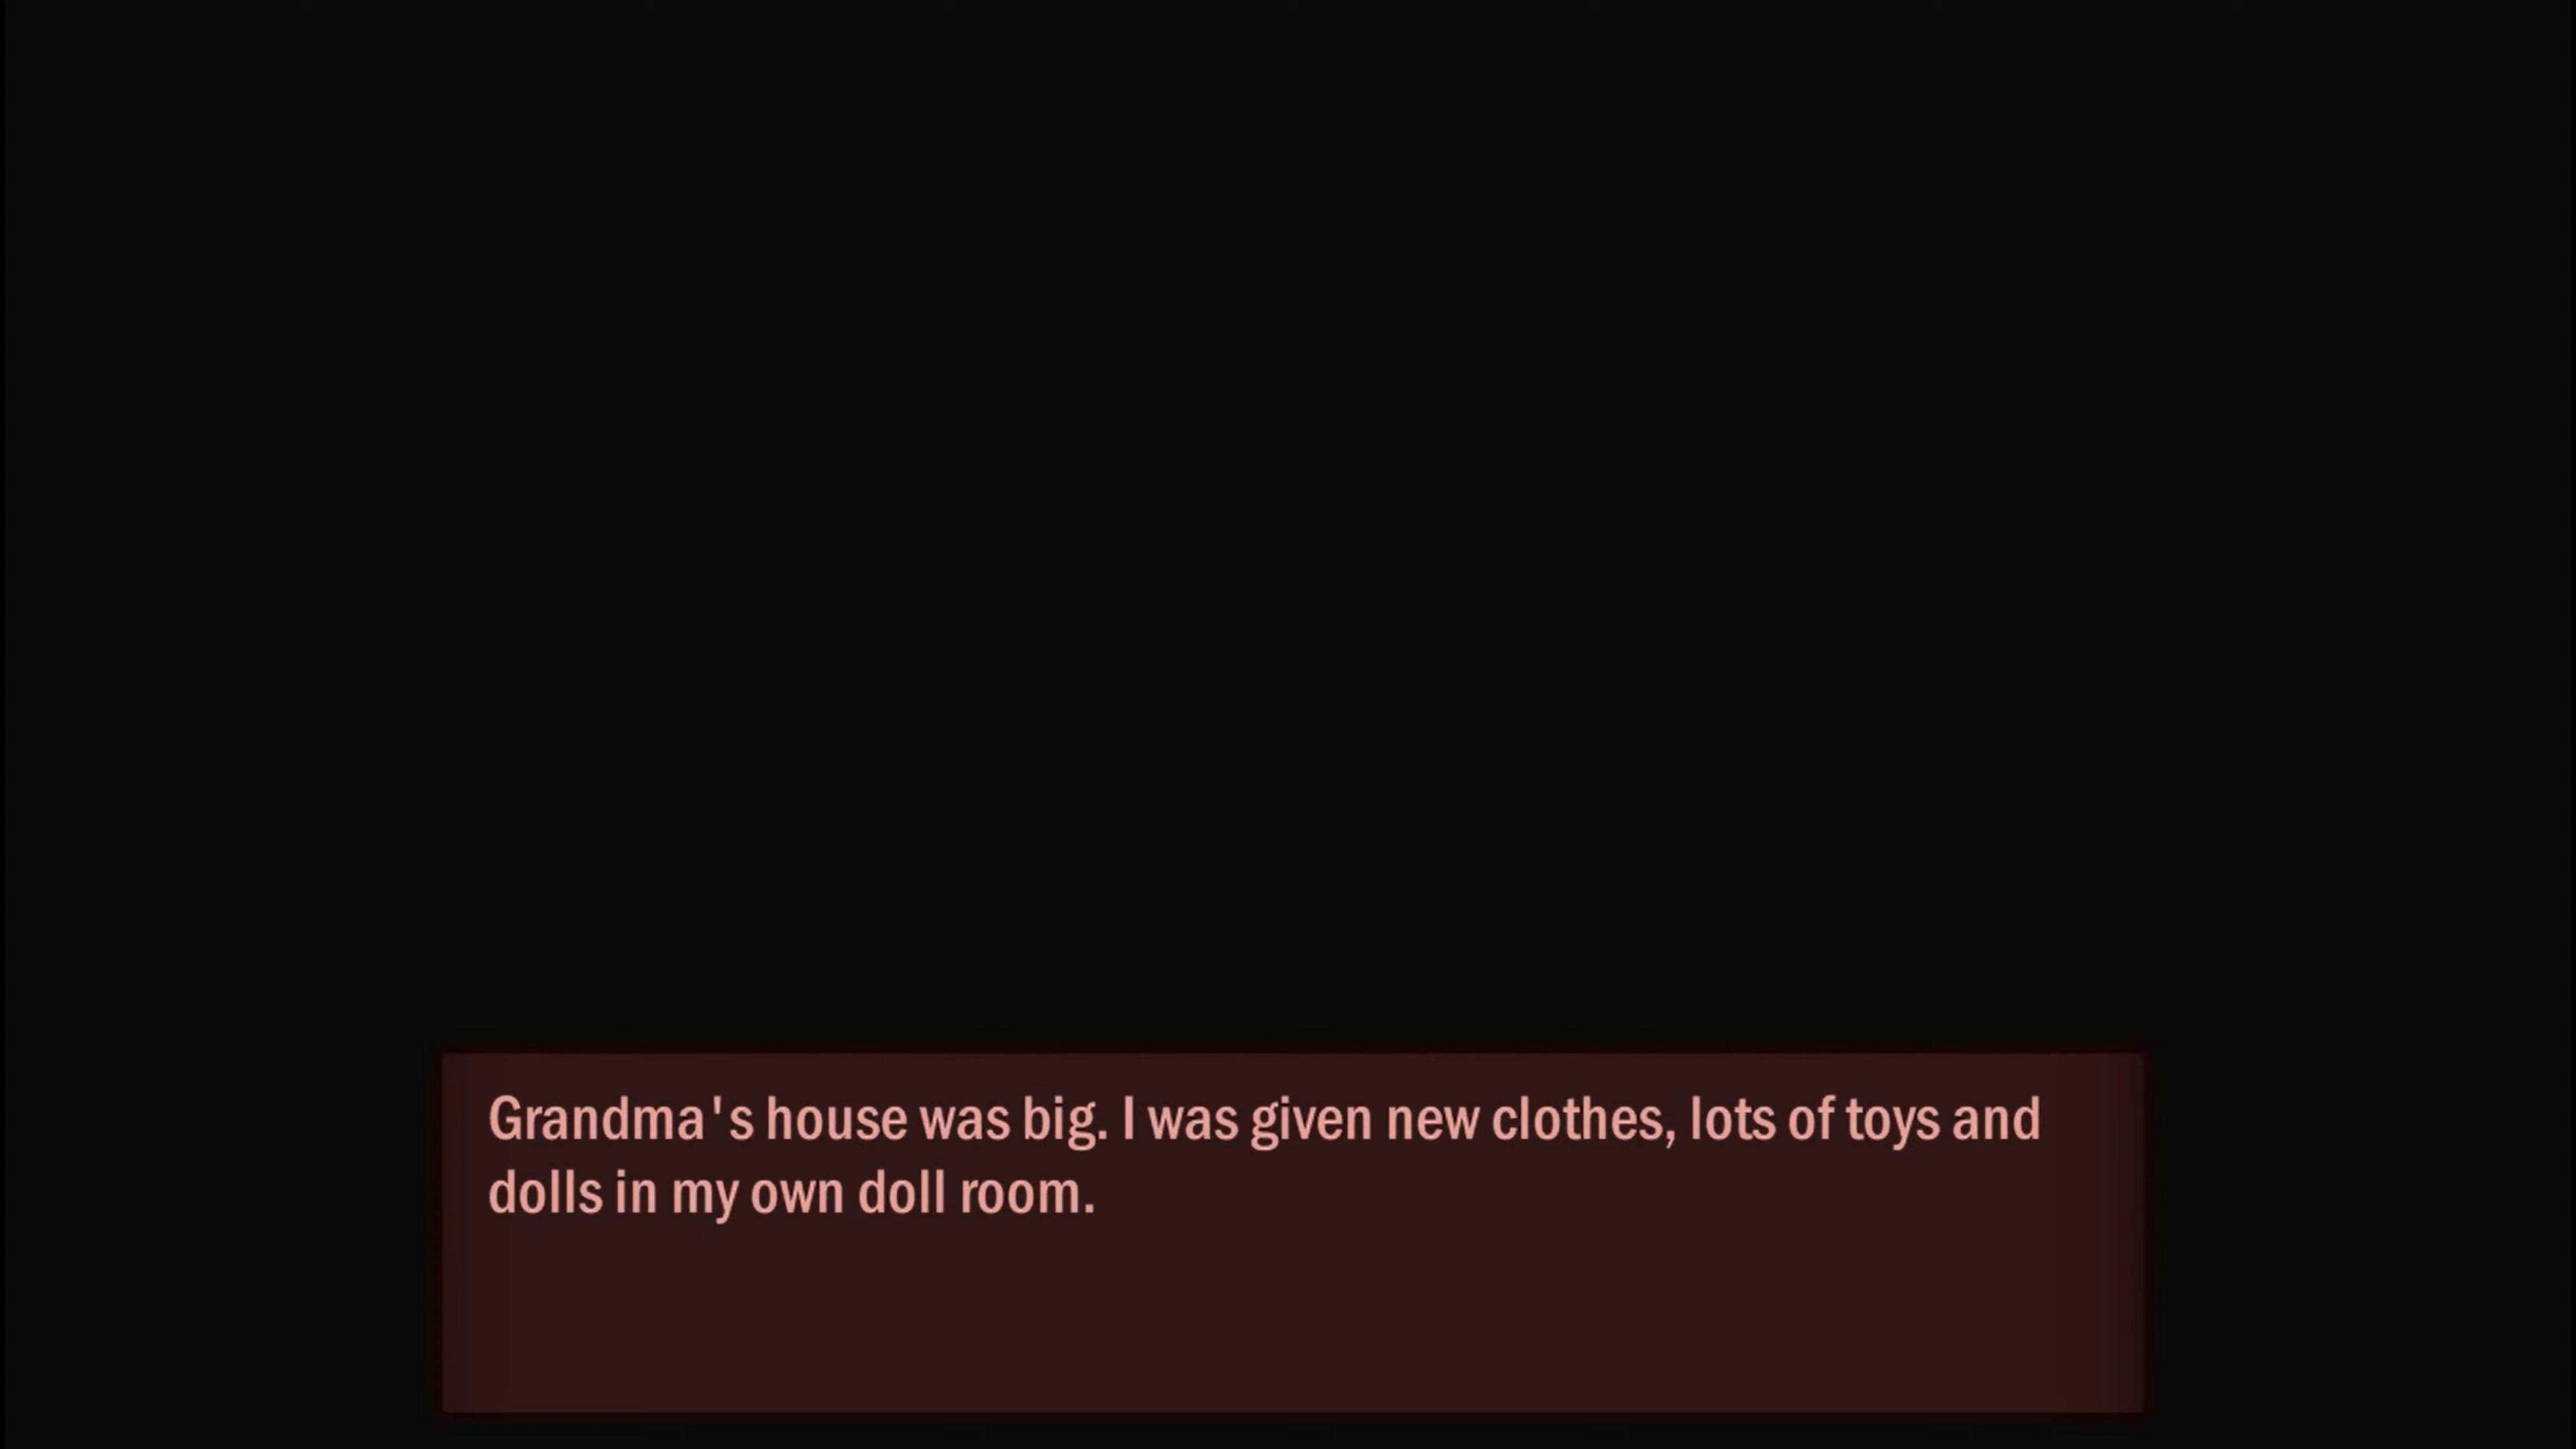 Grandma's house was big. I was given new clothes, lots of toys and
dolls in my own doll room.